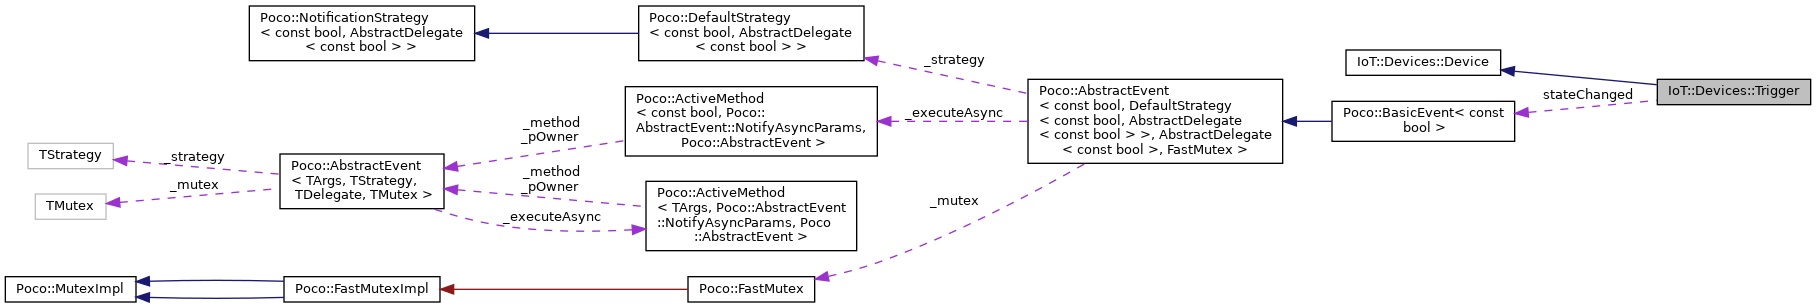 Poco::NotificationStrategy
< const bool, AbstractDelegate
< const bool > >
Poco::DefaultStrategy
< const bool, AbstractDelegate
< const bool > >
_strategy
IoT::Devices::Device
IoT::Devices::Trigger
stateChanged
Poco::BasicEvent< const
bool >
Poco::AbstractEvent
< const bool, DefaultStrategy
< const bool, AbstractDelegate
< const bool > >, AbstractDelegate
< const bool >, FastMutex >
_executeAsync
Poco::ActiveMethod
< const bool, Poco::
AbstractEvent::NotifyAsyncParams,
Poco::AbstractEvent >
_method
_pOwner
TStrategy
_strategy
Poco::AbstractEvent
< TArgs, TStrategy,
TDelegate, TMutex >
_mutex
TMutex
_method
_pOwner
_executeAsync
Poco::ActiveMethod
< TArgs, Poco::AbstractEvent
::NotifyAsyncParams, Poco
::AbstractEvent >
_mutex
Poco::MutexImpl
Poco::FastMutexImpl
Poco::FastMutex